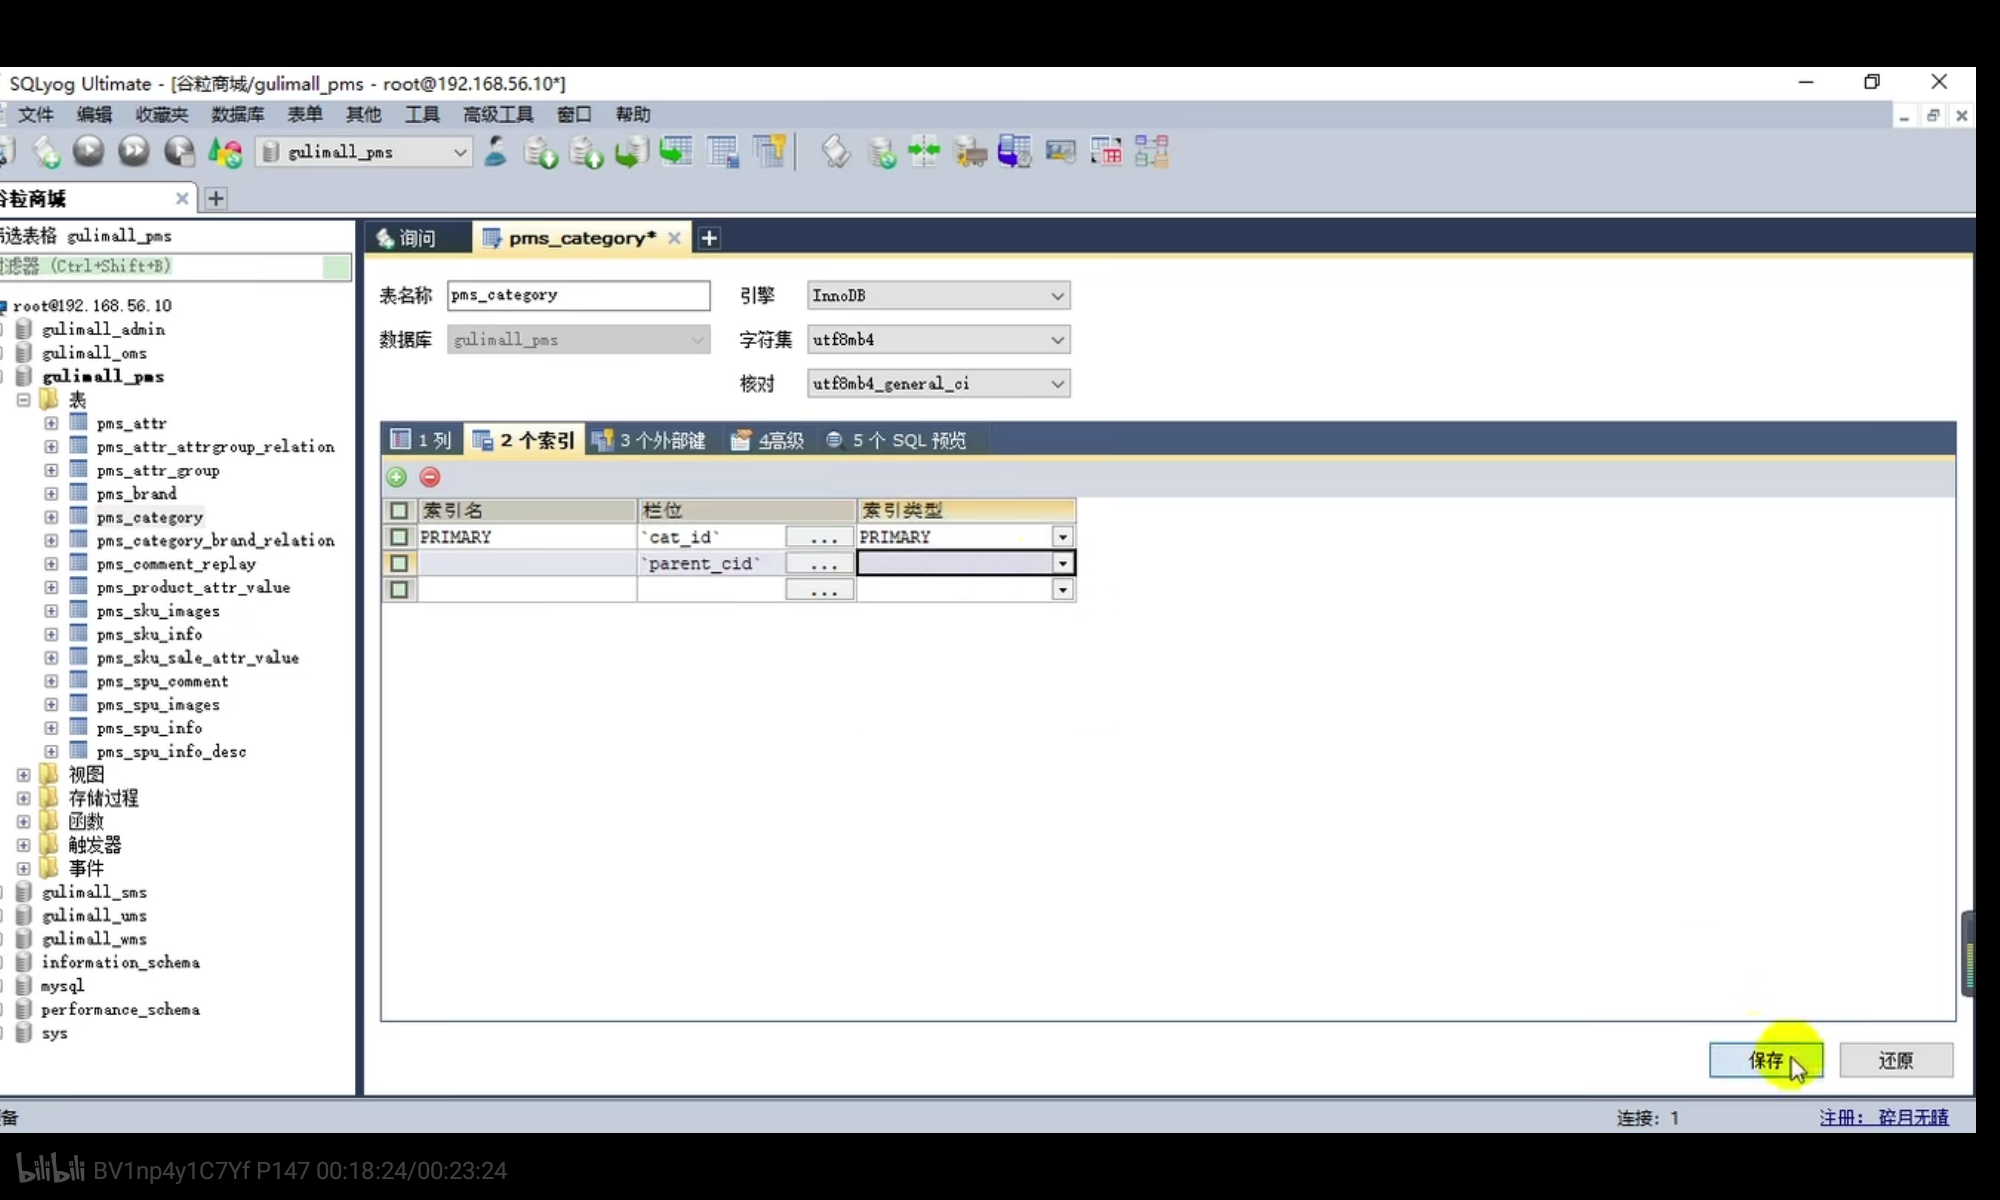 SQLyog Ultimate - [谷粒商城/gulimall_pms - root@192.168.56.10*]
文件 编辑 收藏夹 数据库 表单 其他 工具 高级工具 窗口 帮助
gulimall_pms
谷粒商城
筛选表格 gulimall_pms
过滤器 (Ctrl+Shift+B)
root@192.168.56.10
gulimall_admin
gulimall_oms
gulimall_pms
表
pms_attr
pms_attr_attrgroup_relation
pms_attr_group
pms_brand
pms_category
pms_category_brand_relation
pms_comment_replay
pms_product_attr_value
pms_sku_images
pms_sku_info
pms_sku_sale_attr_value
pms_spu_comment
pms_spu_images
pms_spu_info
pms_spu_info_desc
视图
存储过程
函数
触发器
事件
gulimall_sms
gulimall_ums
gulimall_wms
information_schema
mysql
performance_schema
sys
询问 pms_category*
表名称 pms_category 引擎 InnoDB
数据库 gulimall_pms 字符集 utf8mb4
核对 utf8mb4_general_ci
1 列 2 个索引 3 个外部键 4高级 5 个 SQL 预览
索引名 栏位 索引类型
PRIMARY `cat_id` ... PRIMARY
`parent_cid` ...
...
保存 还原
备 连接: 1 注册: 碎月无晴
bilibili BV1np4y1C7Yf P147 00:18:24/00:23:24